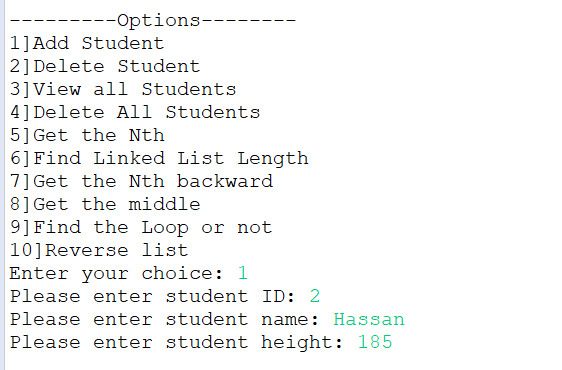 ---------Options--------
1]Add Student
2]Delete Student
3]View all Students
4]Delete All Students
5]Get the Nth
6]Find Linked List Length
7]Get the Nth backward
8]Get the middle
9]Find the Loop or not
10]Reverse list
Enter your choice: 1
Please enter student ID: 2
Please enter student name: Hassan
Please enter student height: 185